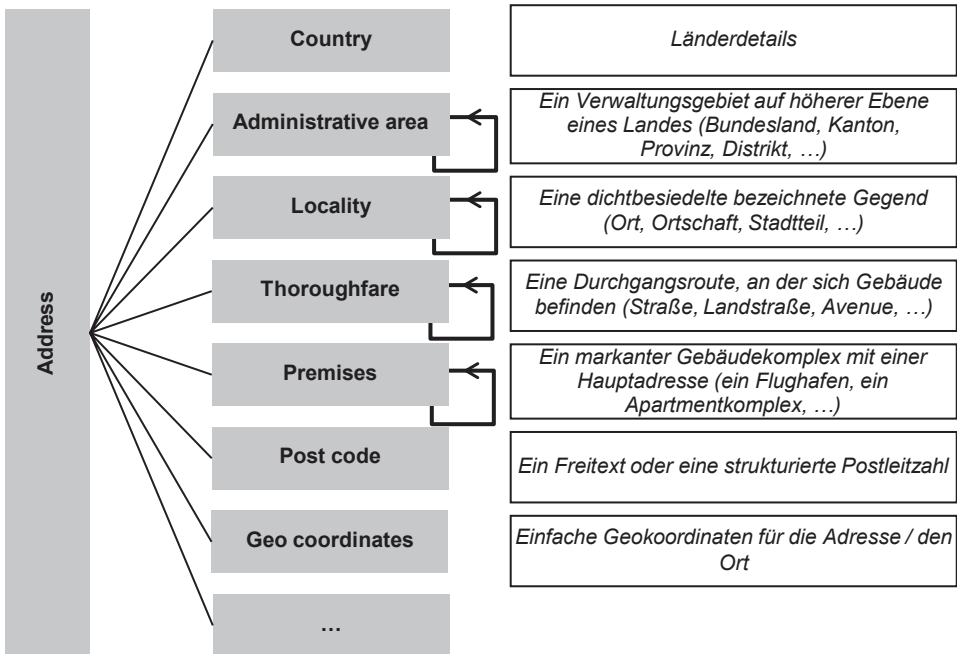 Address
Country
Länderdetails
Administrative area
Ein Verwaltungsgebiet auf höherer Ebene
eines Landes (Bundesland, Kanton,
Provinz, Distrikt, …)
Locality
Eine dichtbesiedelte bezeichnete Gegend
(Ort, Ortschaft, Stadtteil, …)
Thoroughfare
Eine Durchgangsroute, an der sich Gebäude
befinden (Straße, Landstraße, Avenue, …)
Premises
Ein markanter Gebäudekomplex mit einer
Hauptadresse (ein Flughafen, ein
Apartmentkomplex, …)
Post code
Ein Freitext oder eine strukturierte Postleitzahl
Geo coordinates
Einfache Geokoordinaten für die Adresse / den
Ort
…